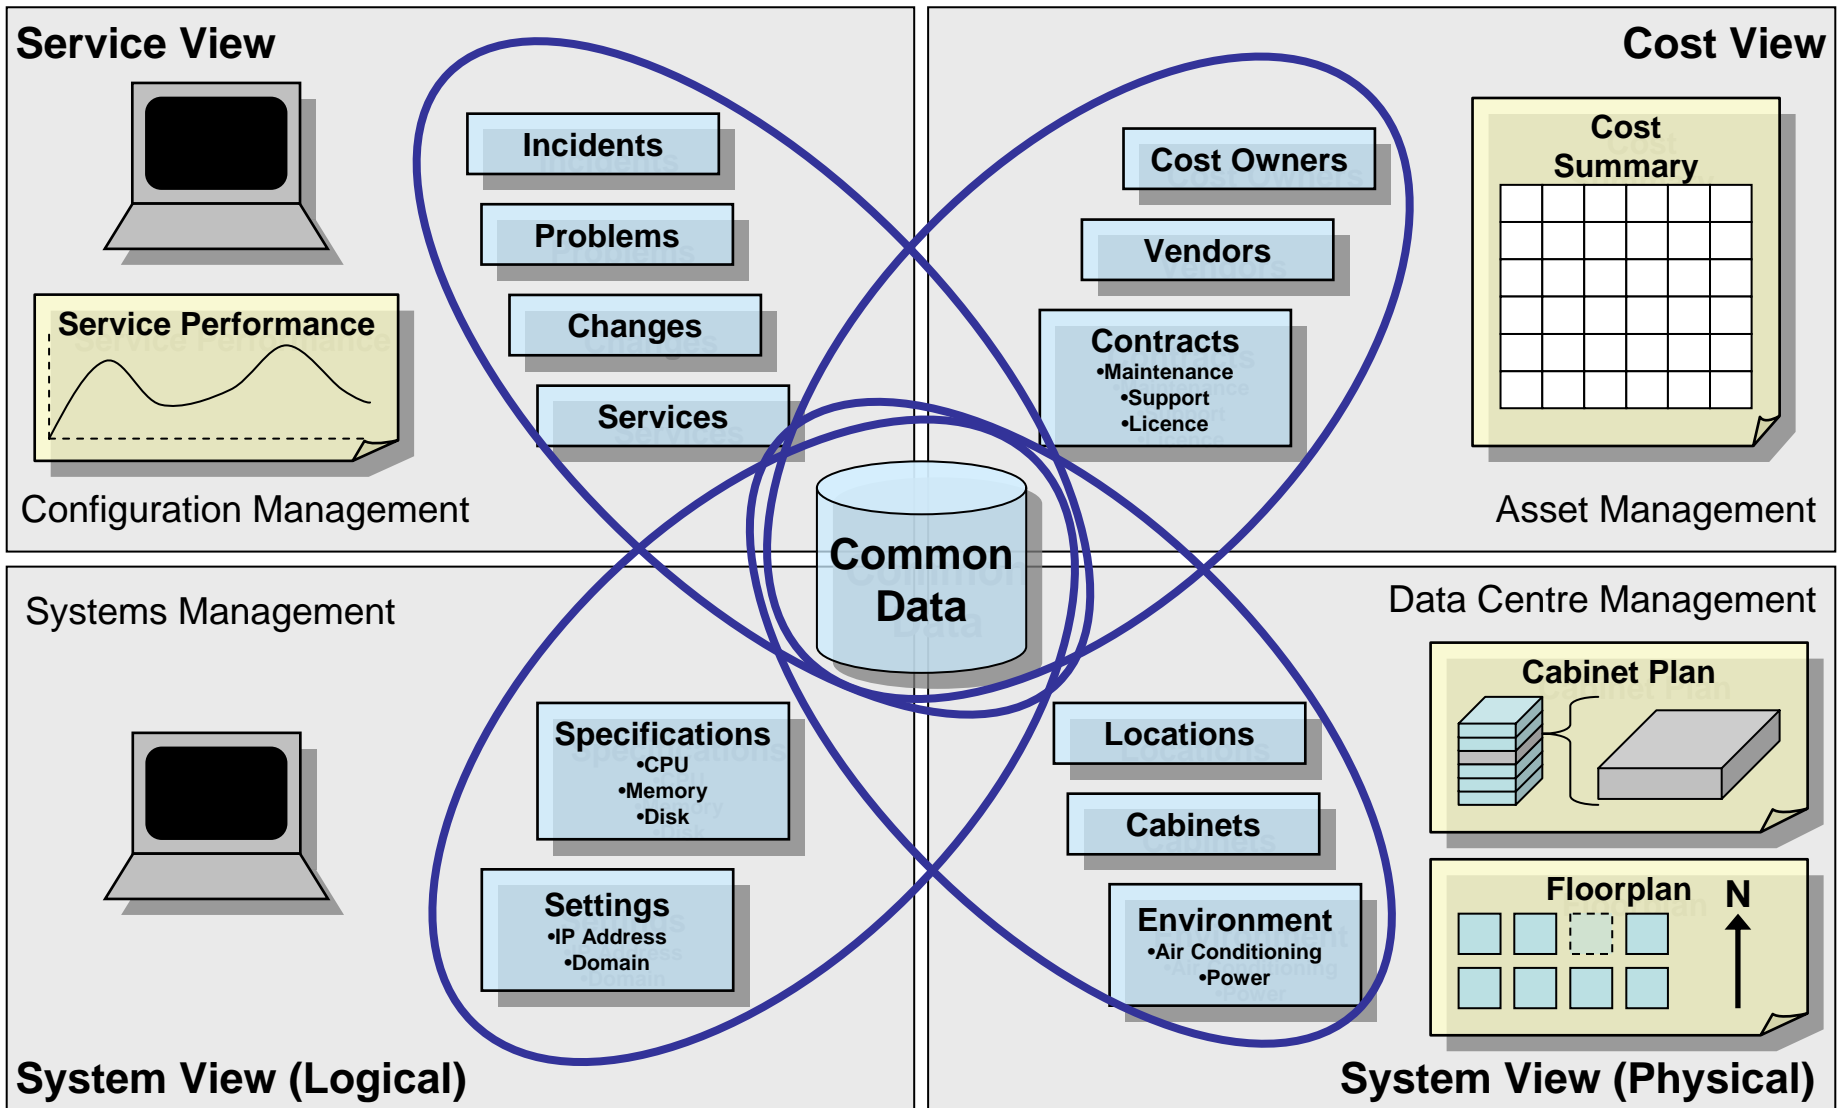 Service View
Incidents
Problems
Changes
Services
Service Performance
Configuration Management
Cost View
Cost Owners
Vendors
Contracts
•Maintenance
•Support
•Licence
Cost
Summary
Asset Management
Common
Data
Systems Management
Specifications
•CPU
•Memory
•Disk
Settings
•IP Address
•Domain
System View (Logical)
Data Centre Management
Locations
Cabinets
Environment
•Air Conditioning
•Power
Cabinet Plan
Floorplan
N
System View (Physical)